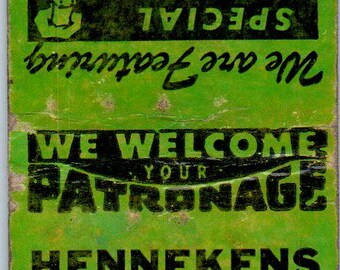 SPECIAL
We are Featuring
WE WELCOME
YOUR
PATRONAGE
HENNEKENS